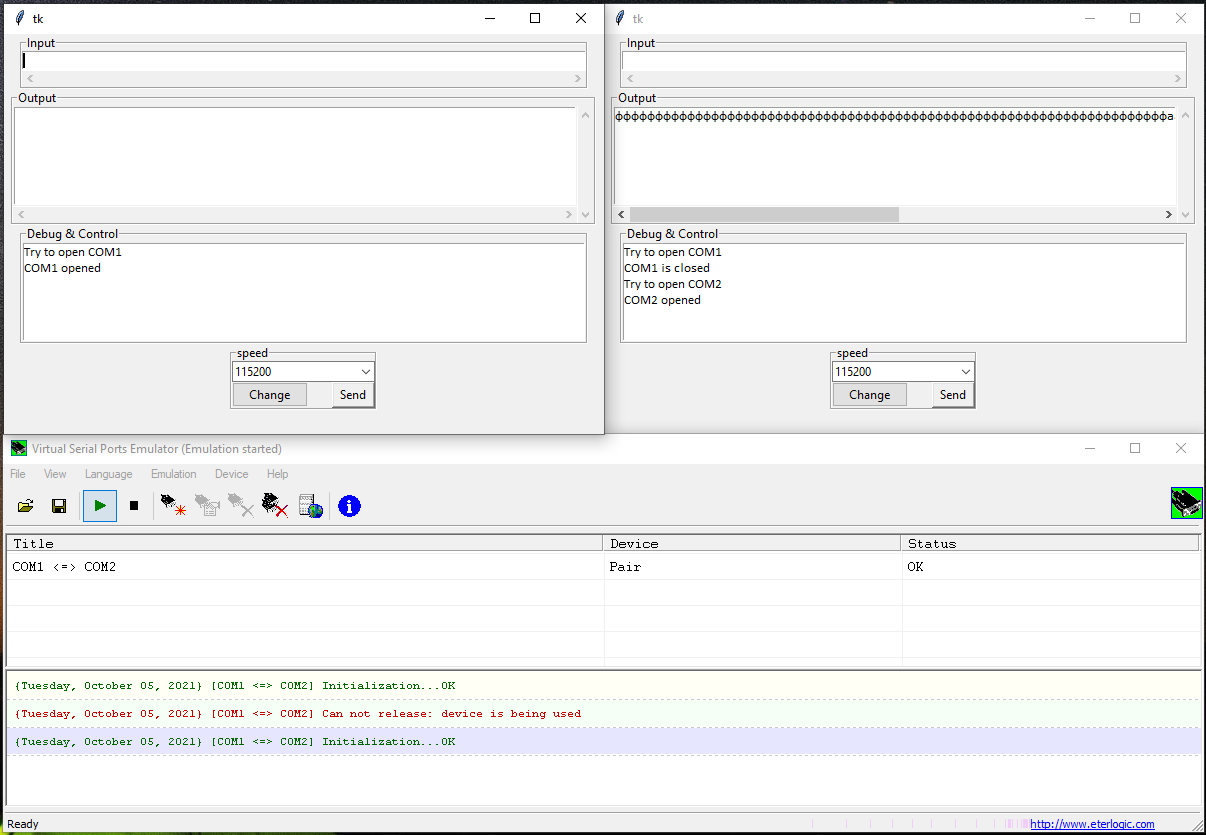 tk
Input
Output
Debug & Control
Try to open COM1
COM1 opened
speed
115200
Change Send
tk
Input
Output
фффффффффффффффффффффффффффффффффффффффффффффффффффффффффффффффффффффa
Debug & Control
Try to open COM1
COM1 is closed
Try to open COM2
COM2 opened
speed
115200
Change Send
Virtual Serial Ports Emulator (Emulation started)
File View Language Emulation Device Help
Title Device Status
COM1 <=> COM2 Pair OK
{Tuesday, October 05, 2021} [COM1 <=> COM2] Initialization...OK
{Tuesday, October 05, 2021} [COM1 <=> COM2] Can not release: device is being used
{Tuesday, October 05, 2021} [COM1 <=> COM2] Initialization...OK
Ready http://www.eterlogic.com